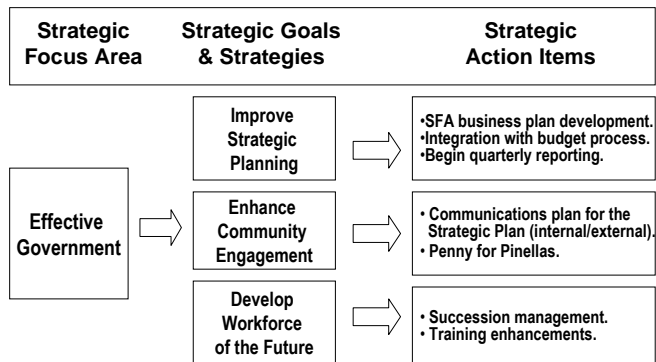 Strategic
Focus Area
Strategic Goals
& Strategies
Strategic
Action Items
Effective
Government
Improve
Strategic
Planning
•SFA business plan development.
•Integration with budget process.
•Begin quarterly reporting.
Enhance
Community
Engagement
• Communications plan for the
Strategic Plan (internal/external).
• Penny for Pinellas.
Develop
Workforce
of the Future
• Succession management.
• Training enhancements.